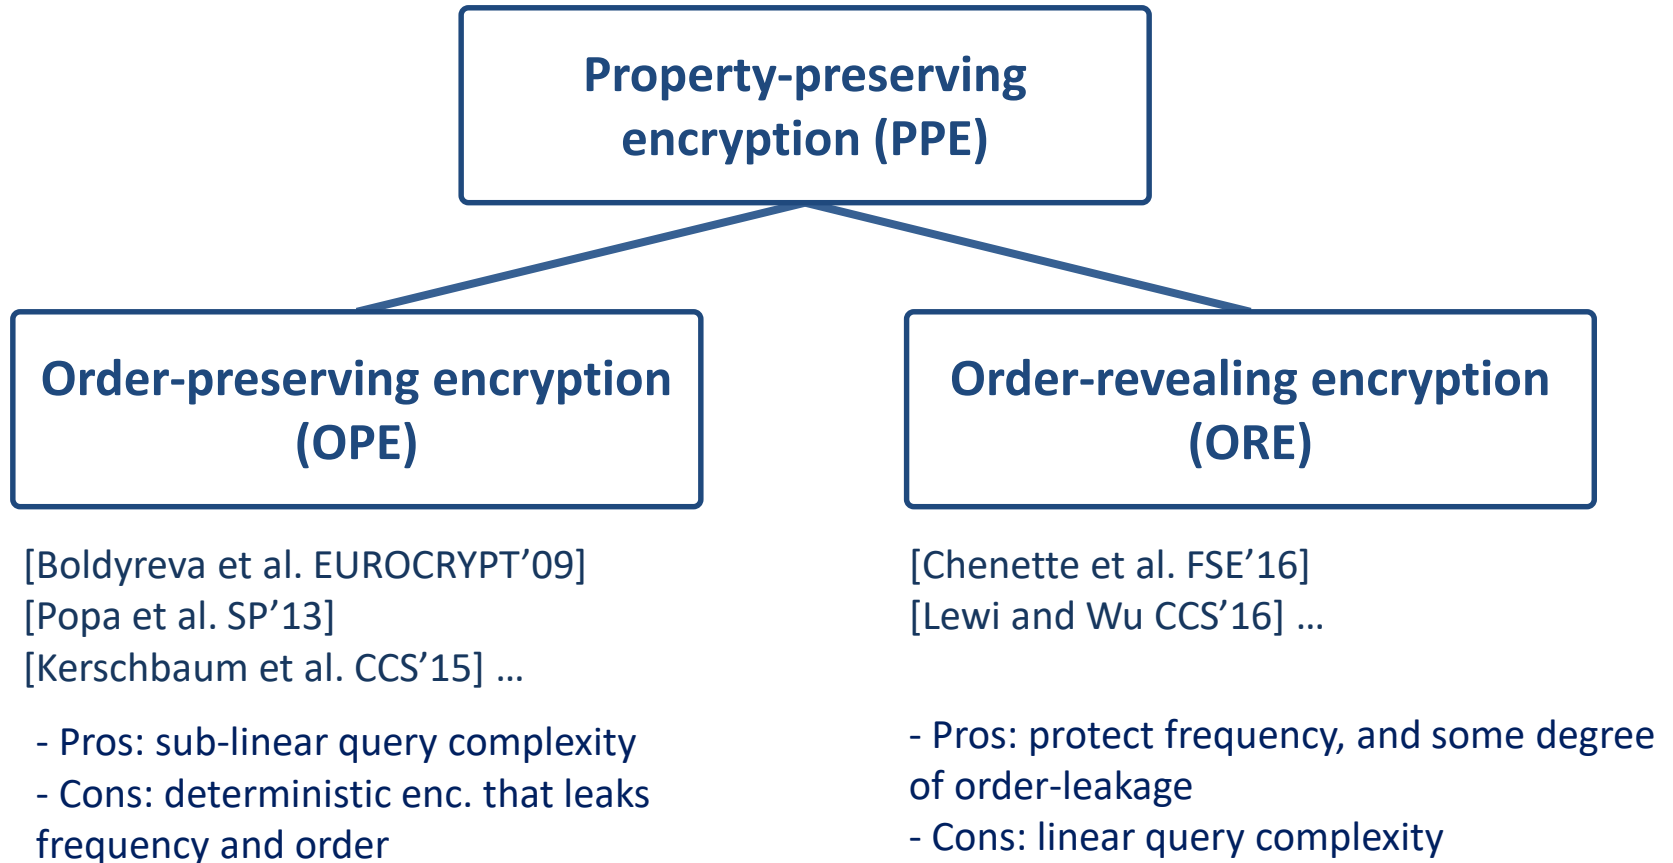 Property-preserving
encryption (PPE)
Order-preserving encryption
(OPE)
Order-revealing encryption
(ORE)
[Boldyreva et al. EUROCRYPT’09]
[Popa et al. SP’13]
[Kerschbaum et al. CCS’15] …
- Pros: sub-linear query complexity
- Cons: deterministic enc. that leaks
frequency and order
[Chenette et al. FSE’16]
[Lewi and Wu CCS’16] …
- Pros: protect frequency, and some degree
of order-leakage
- Cons: linear query complexity